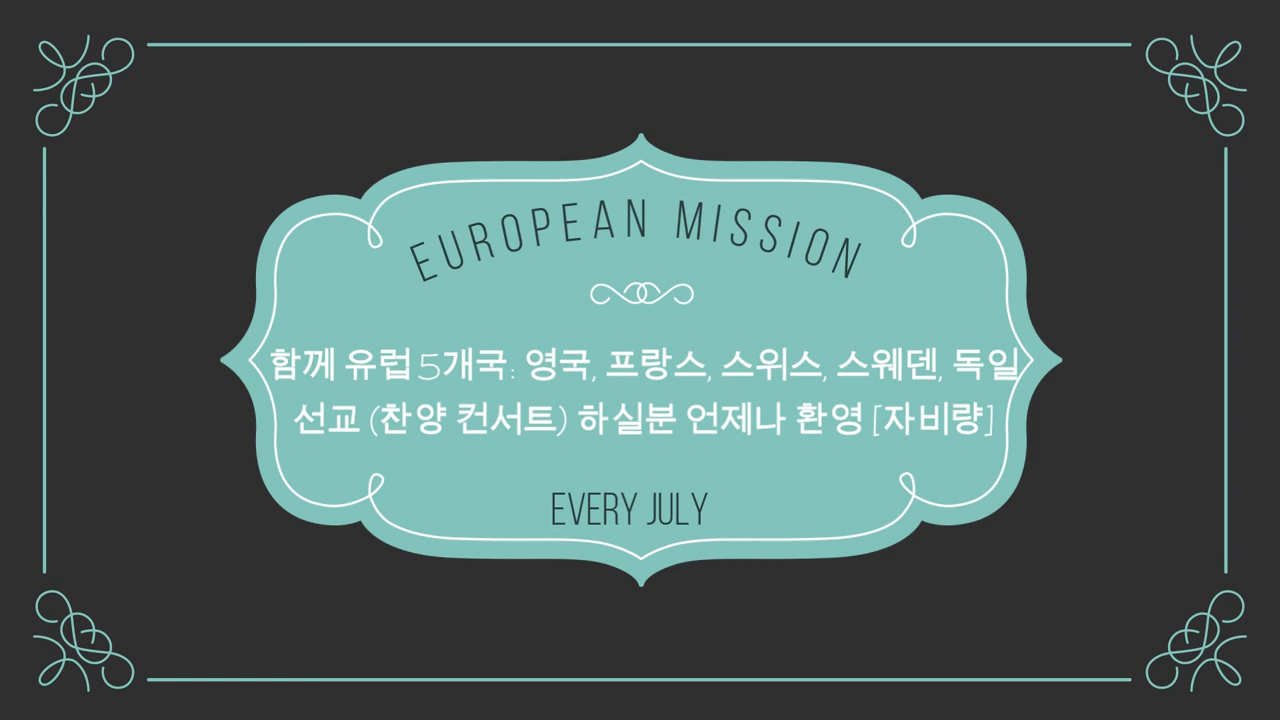 EUROPEAN MISSION
함께 유럽5개국: 영국, 프랑스, 스위스, 스웨덴, 독일
선교 (찬양 컨서트) 하실분 언제나 환영 [자비량]
EVERY JULY